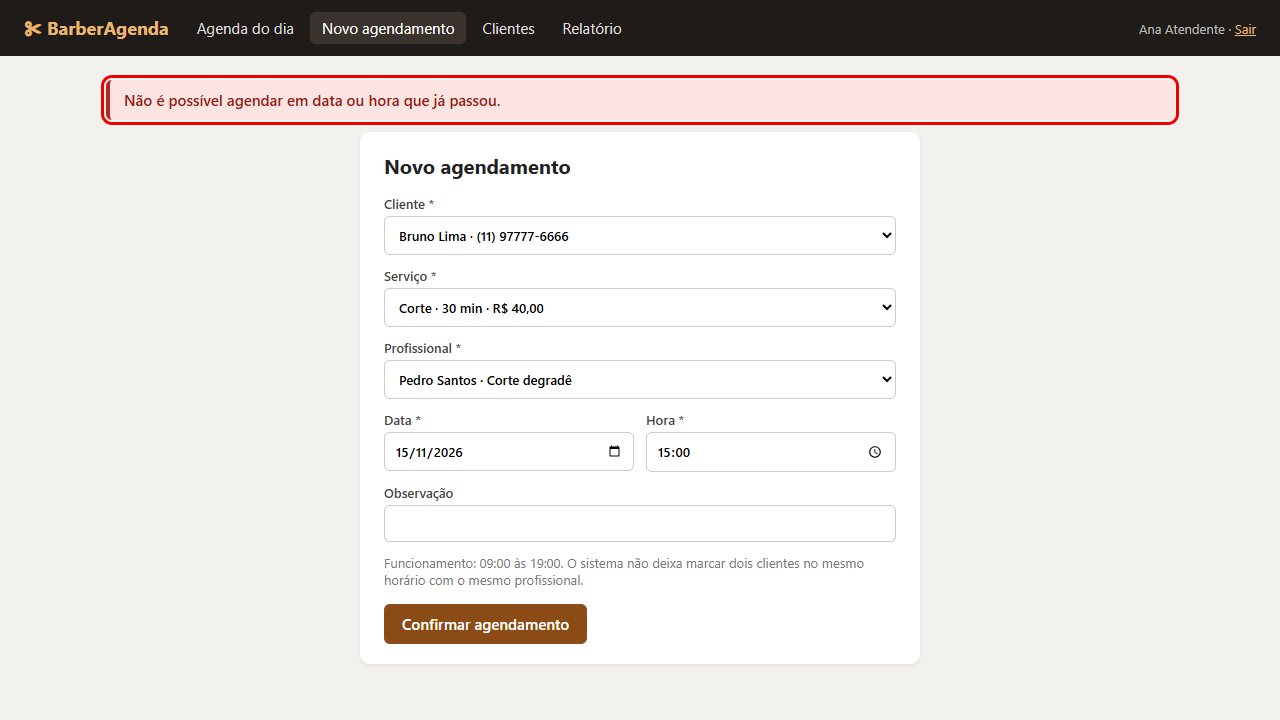 BarberAgenda
Agenda do dia
Novo agendamento
Clientes
Relatório
Ana Atendente · Sair
Não é possível agendar em data ou hora que já passou.
Novo agendamento
Cliente *
Bruno Lima · (11) 97777-6666
Serviço *
Corte · 30 min · R$ 40,00
Profissional *
Pedro Santos · Corte degradê
Data *
Hora *
15/11/2026
15:00
Observação
Funcionamento: 09:00 às 19:00. O sistema não deixa marcar dois clientes no mesmo
horário com o mesmo profissional.
Confirmar agendamento